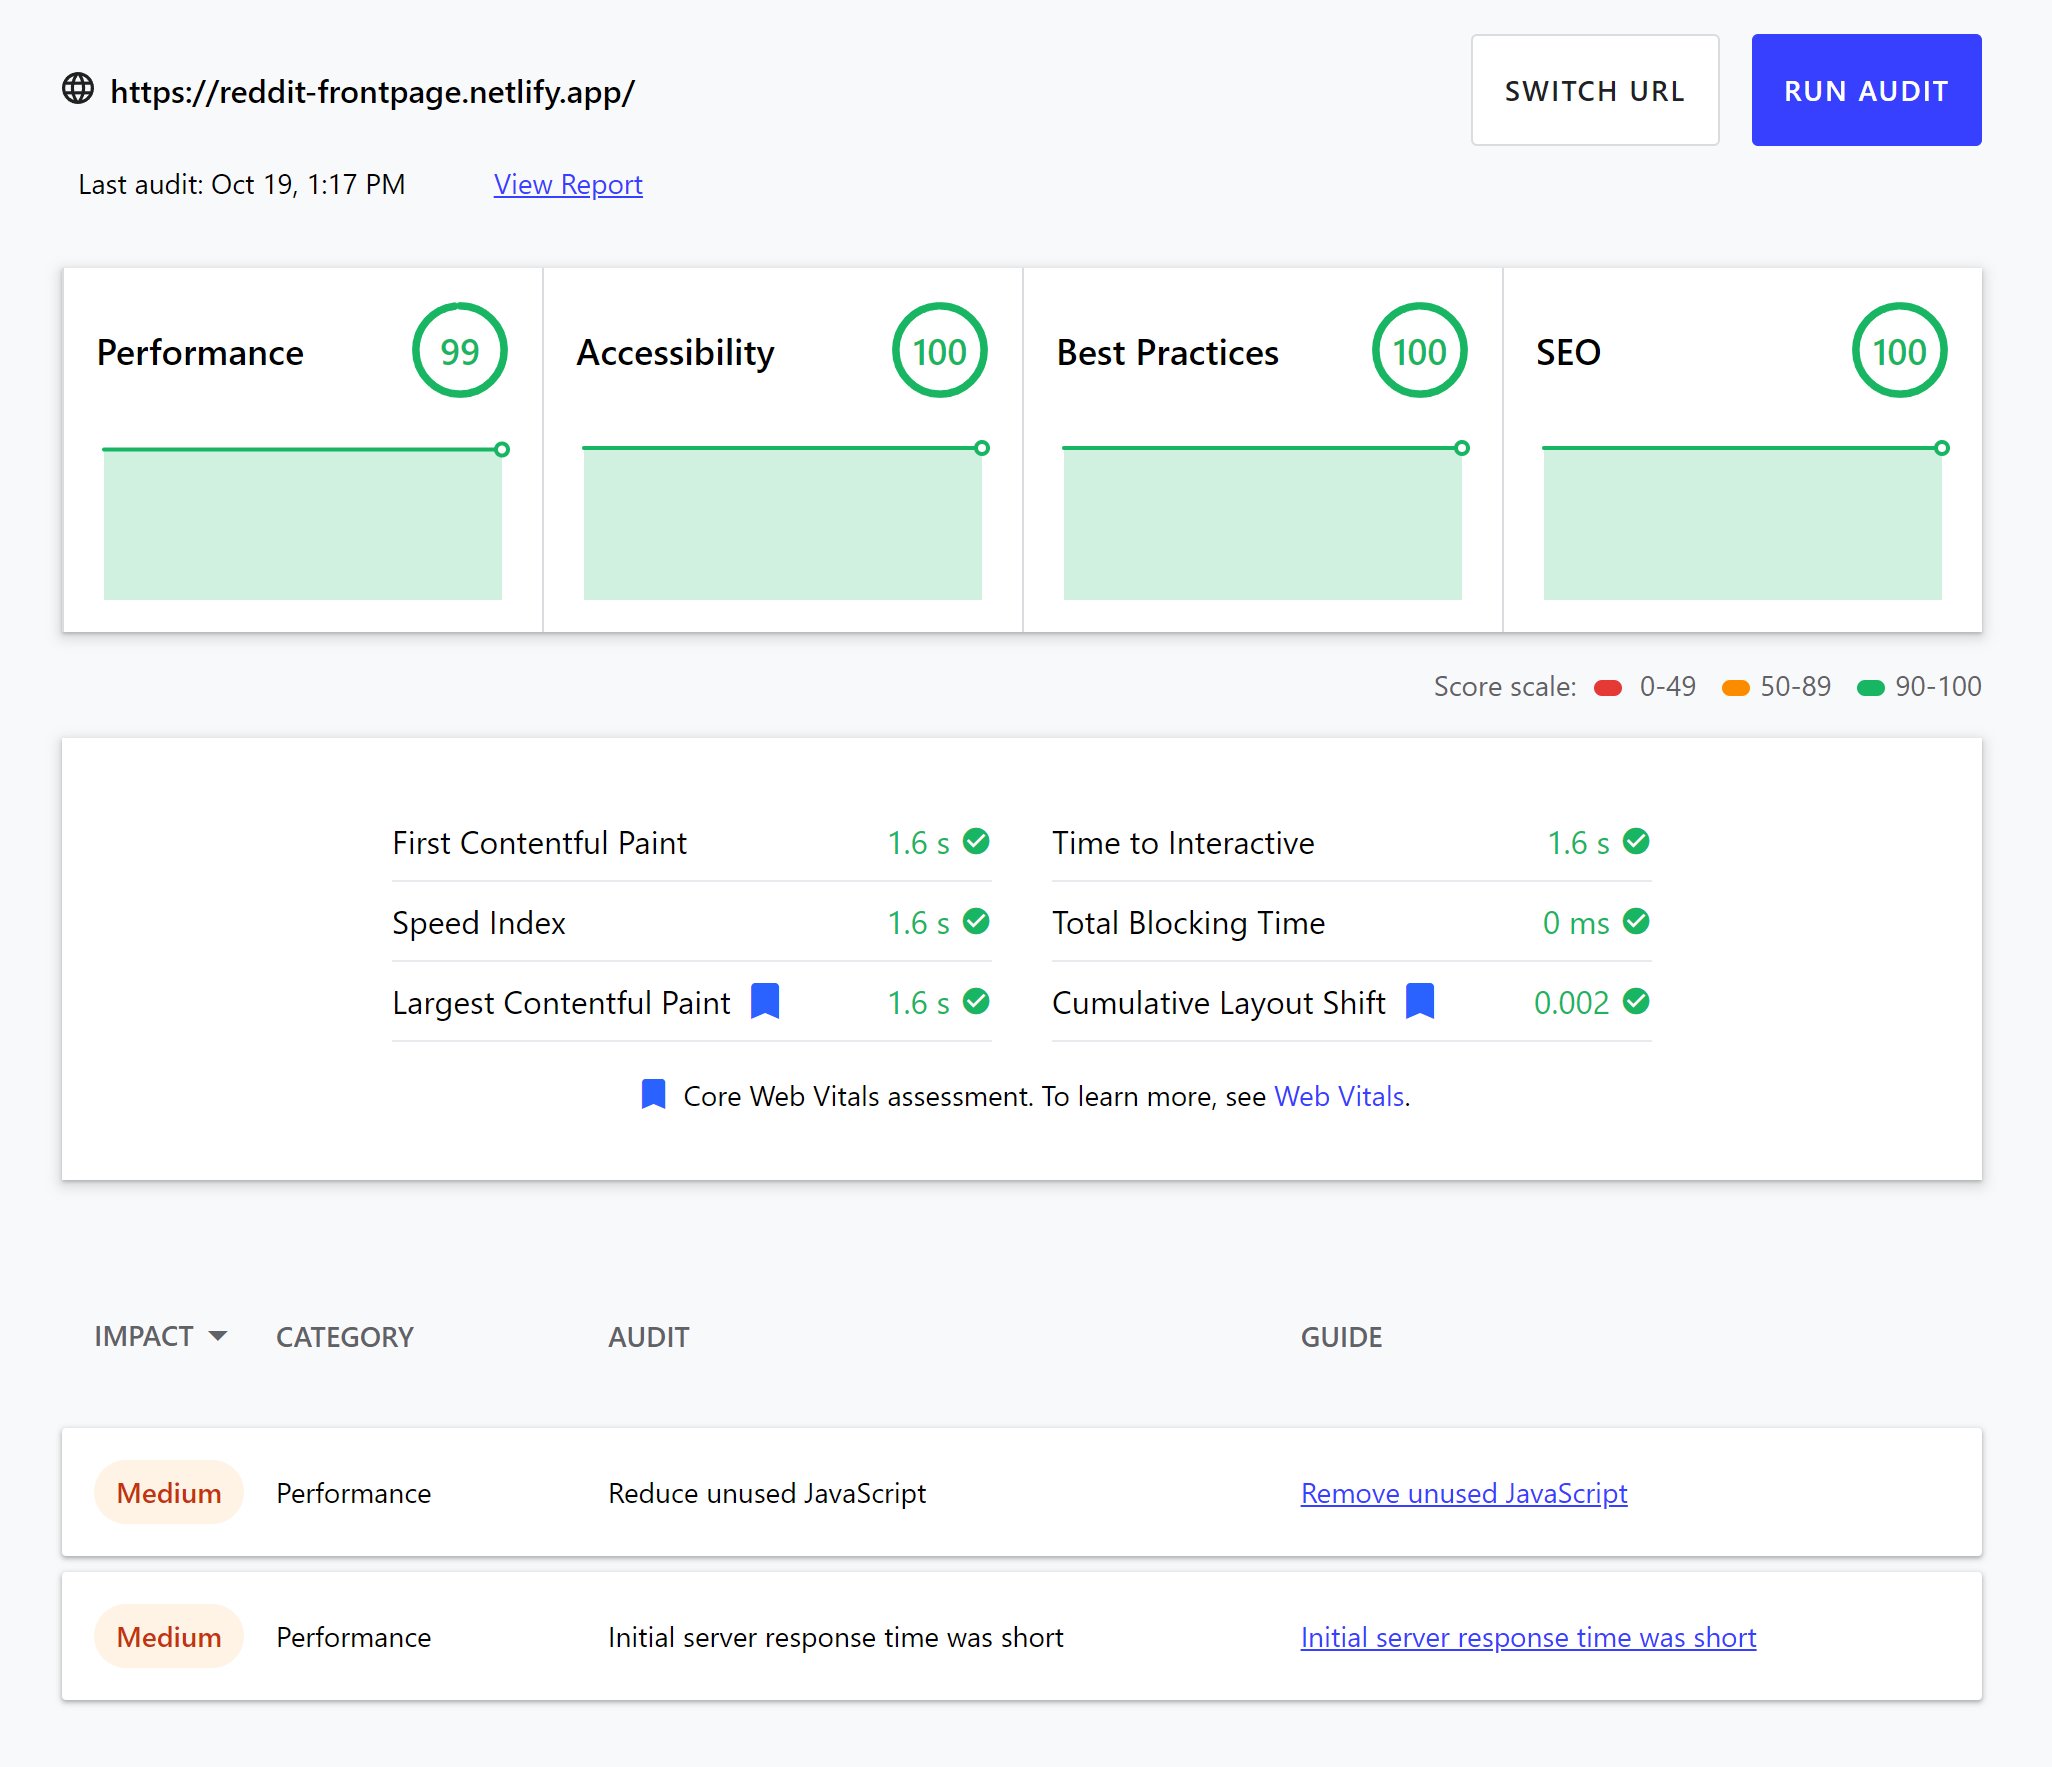 https://reddit-frontpage.netlify.app/
SWITCH URL
RUN AUDIT
Last audit: Oct 19, 1:17 PM
View Report
Performance 99
Accessibility 100
Best Practices 100
SEO 100
Score scale: 0-49 50-89 90-100
First Contentful Paint 1.6 s
Time to Interactive 1.6 s
Speed Index 1.6 s
Total Blocking Time 0 ms
Largest Contentful Paint 1.6 s
Cumulative Layout Shift 0.002
Core Web Vitals assessment. To learn more, see Web Vitals.
IMPACT CATEGORY AUDIT GUIDE
Medium Performance Reduce unused JavaScript Remove unused JavaScript
Medium Performance Initial server response time was short Initial server response time was short